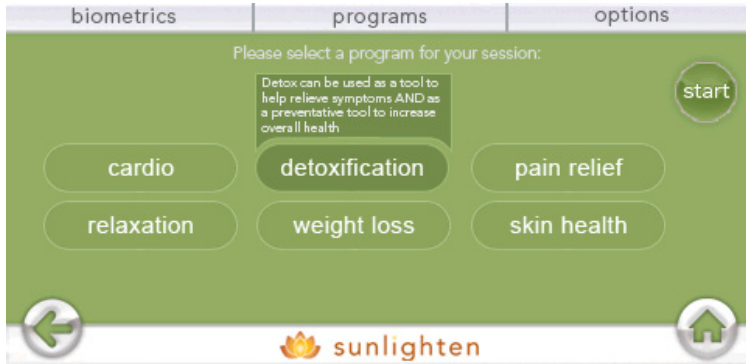 biometrics
programs
options
Please select a program for your session:
Detox can be used as a tool to
help relieve symptoms AND as
a preventative tool to increase
overall health
start
cardio
detoxification
pain relief
relaxation
weight loss
skin health
sunlighten